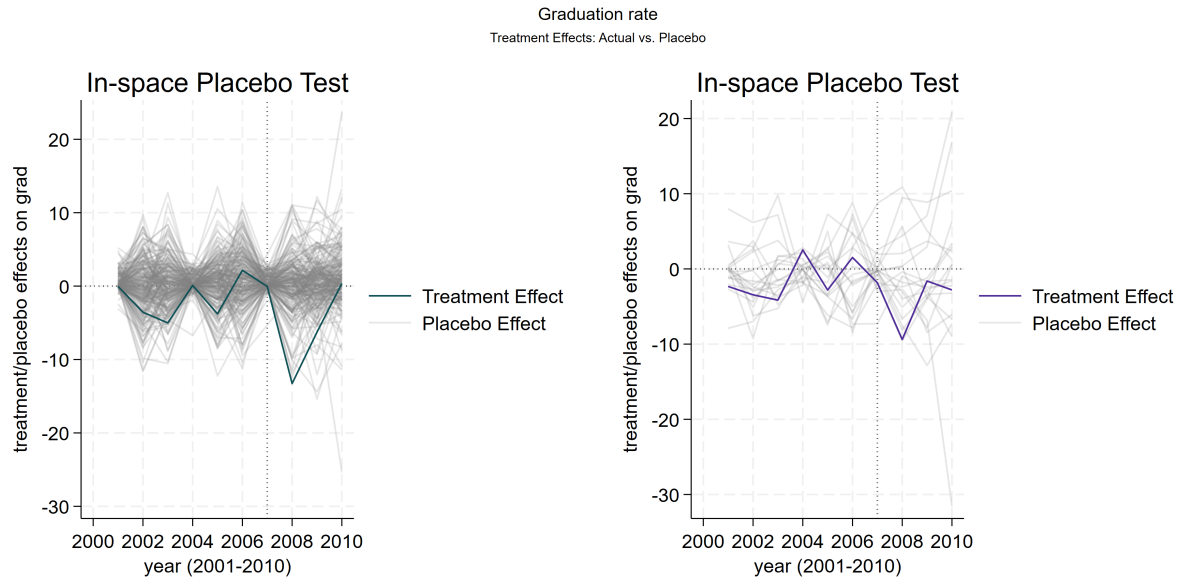 Graduation rate
Treatment Effects: Actual vs. Placebo
In-space Placebo Test
treatment/placebo effects on grad
20
10
0
-10
-20
-30
2000 2002 2004 2006 2008 2010
year (2001-2010)
Treatment Effect
Placebo Effect
In-space Placebo Test
treatment/placebo effects on grad
20
10
0
-10
-20
-30
2000 2002 2004 2006 2008 2010
year (2001-2010)
Treatment Effect
Placebo Effect